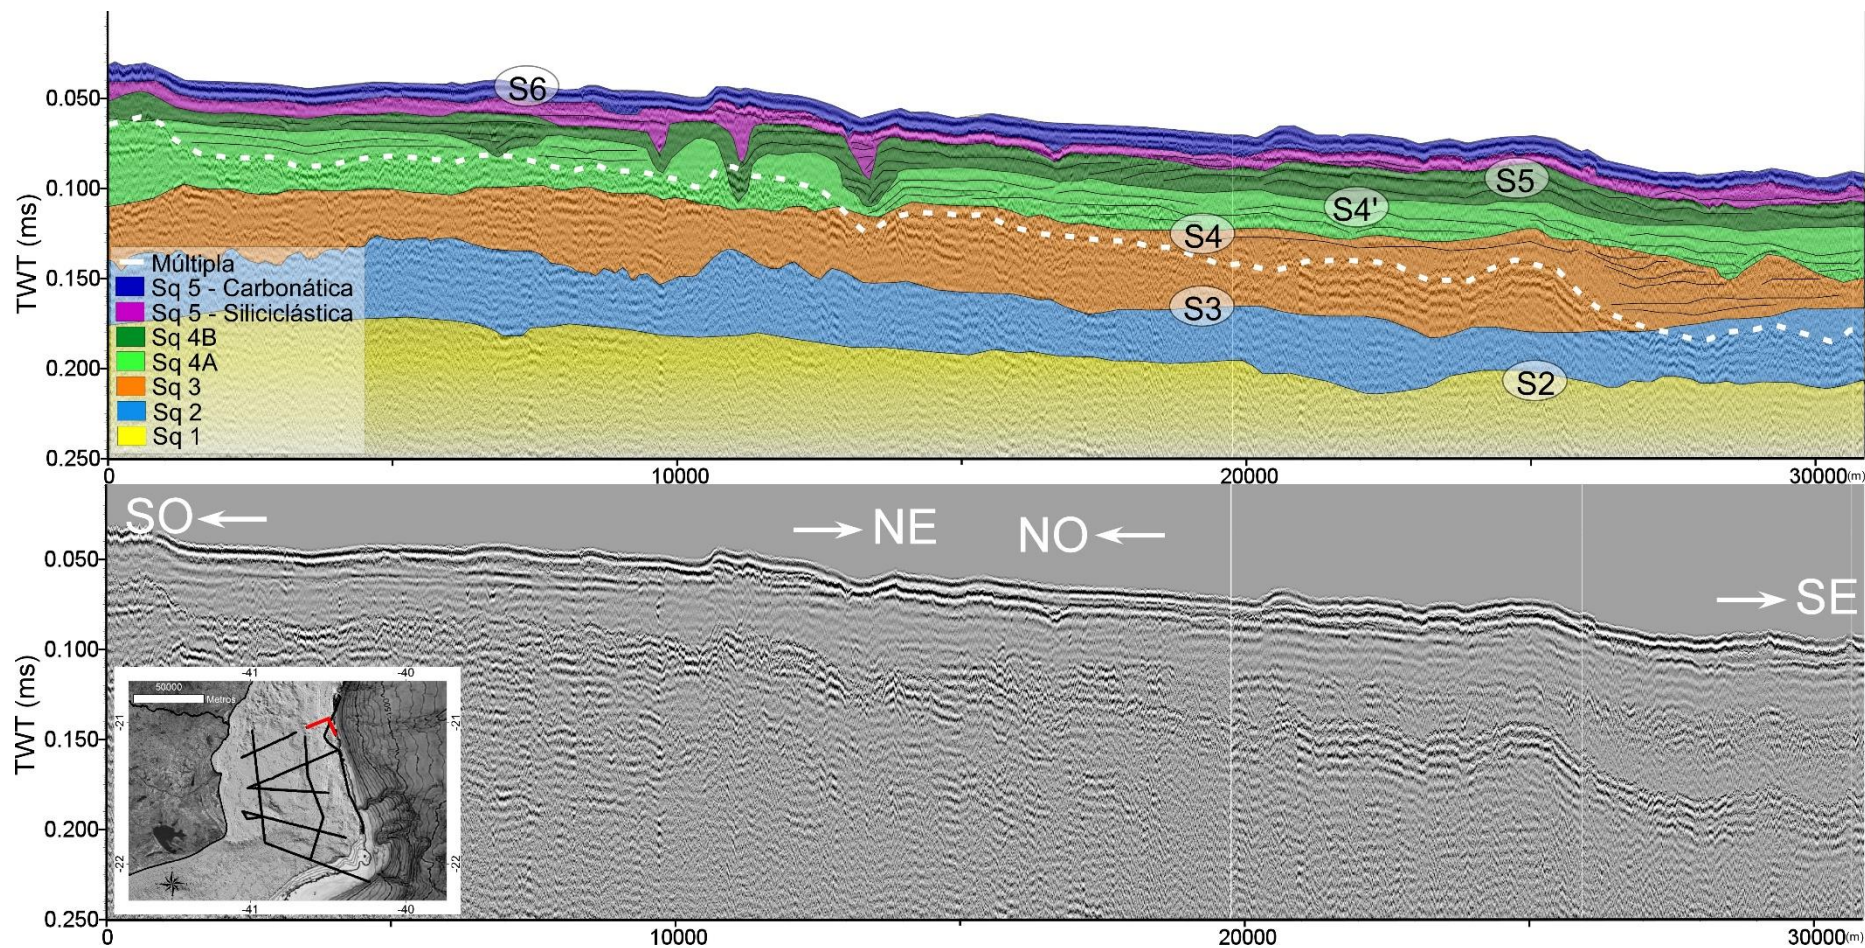 S6
0.050
0.100
0.150
0.200
0.250
TWT (ms)
S5
S4'
S4
S3
S2
Múltipla
Sq 5 - Carbonática
Sq 5 - Siliciclástica
Sq 4B
Sq 4A
Sq 3
Sq 2
Sq 1
0
10000
20000
30000(m)
SO
NE
NO
SE
0.050
0.100
0.150
0.200
0.250
TWT (ms)
-41
-40
50000
Metros
-21
-21
-22
-22
-41
-40
0
10000
20000
30000(m)